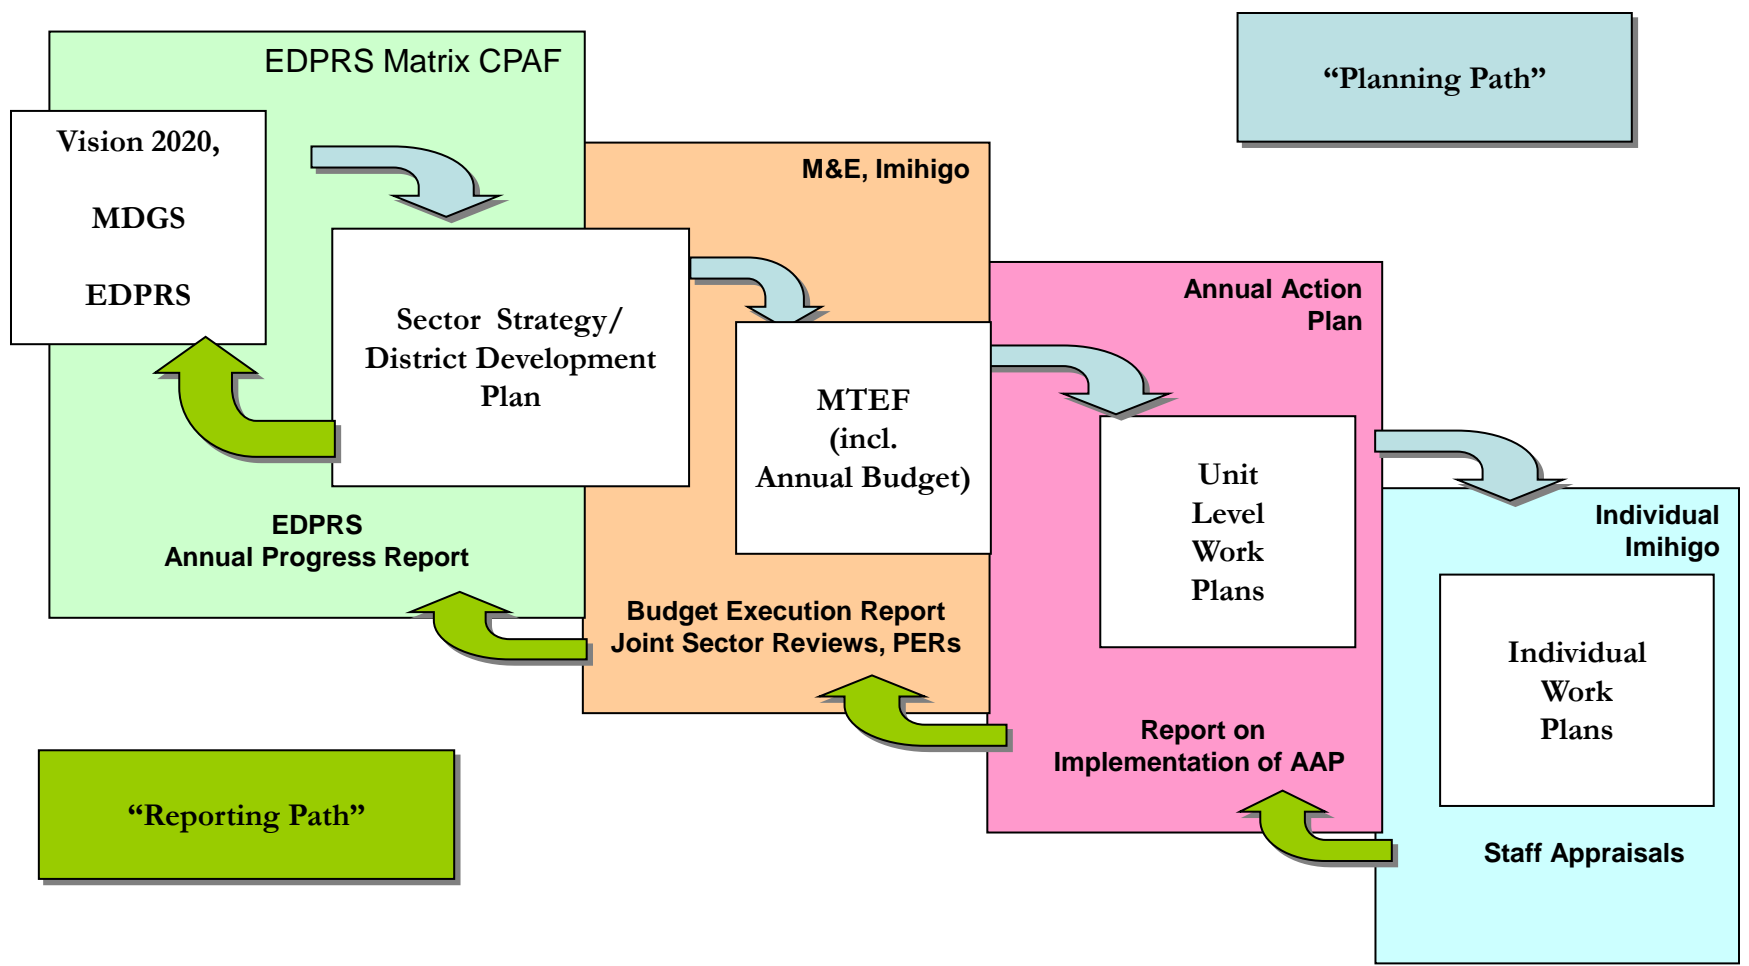 EDPRS Matrix CPAF
Vision 2020,
MDGS
EDPRS
Sector Strategy/
District Development
Plan
EDPRS
Annual Progress Report
“Planning Path”
M&E, Imihigo
MTEF
(incl.
Annual Budget)
Budget Execution Report
Joint Sector Reviews, PERs
Annual Action
Plan
Unit
Level
Work
Plans
Report on
Implementation of AAP
Individual
Imihigo
Individual
Work
Plans
Staff Appraisals
“Reporting Path”